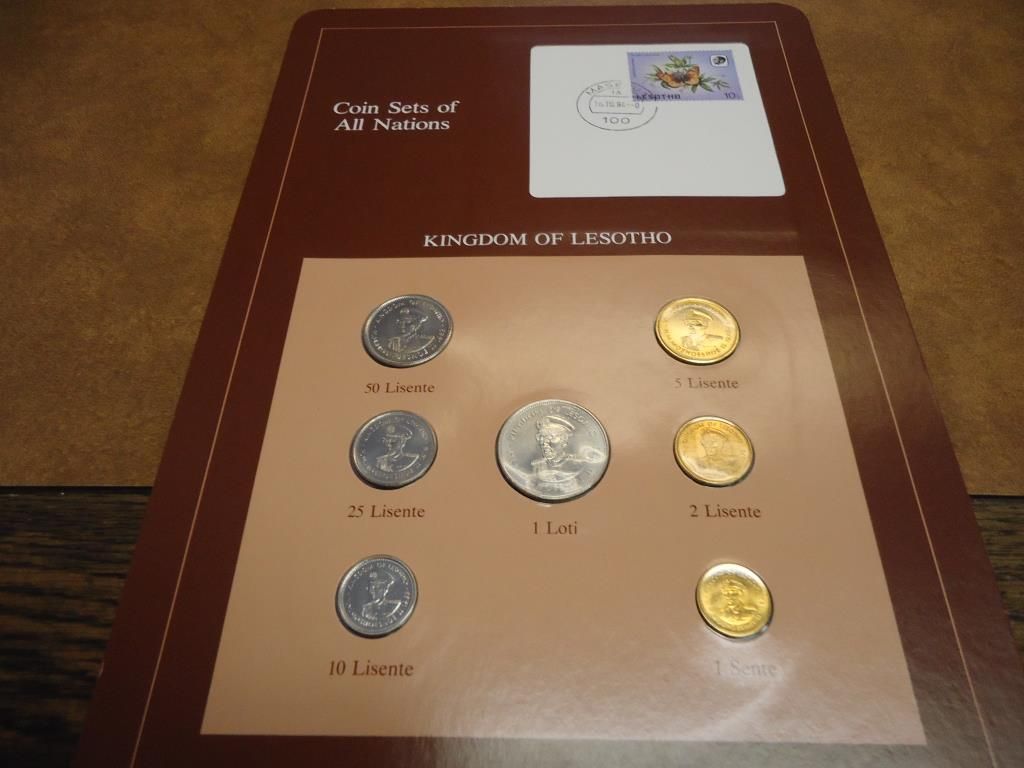 Coin Sets of
All Nations
LESOTHO
10
100
KINGDOM OF LESOTHO
50 Lisente
5 Lisente
25 Lisente
1 Loti
2 Lisente
10 Lisente
1 Sente